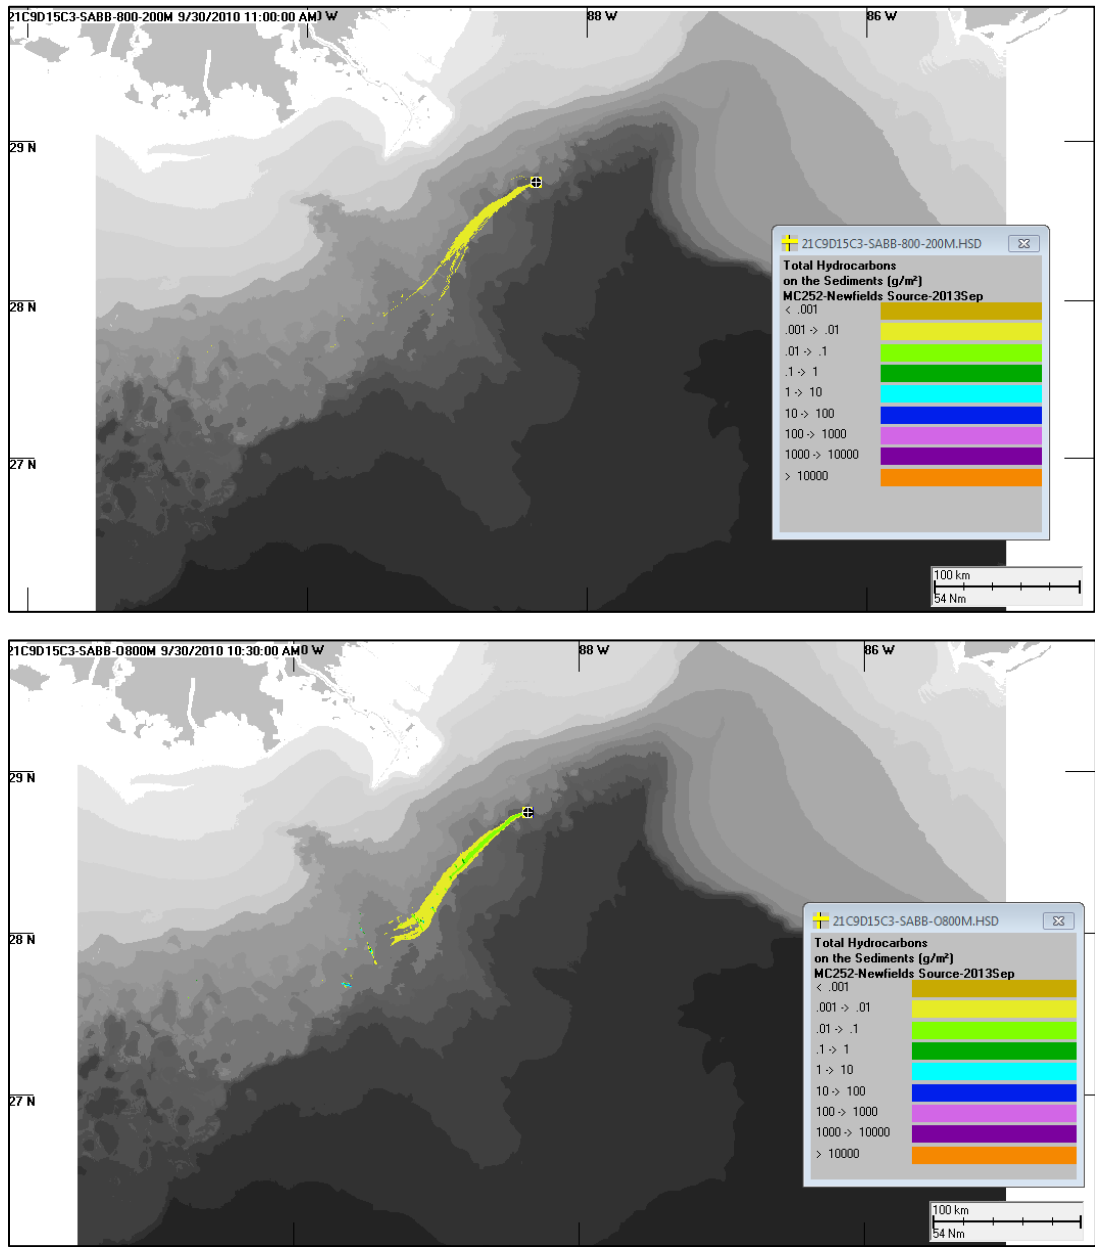 21C9D15C3-SABB-800-200M 9/30/2010 11:00:00 AM
0 W
88 W
86 W
29 N
28 N
27 N
21C9D15C3-SABB-800-200M.HSD
Total Hydrocarbons
on the Sediments (g/m²)
MC252-Newfields Source-2013Sep
< .001
.001 -> .01
.01 -> .1
.1 -> 1
1 -> 10
10 -> 100
100 -> 1000
1000 -> 10000
> 10000
100 km
54 Nm
21C9D15C3-SABB-O800M 9/30/2010 10:30:00 AM
0 W
88 W
86 W
29 N
28 N
27 N
21C9D15C3-SABB-O800M.HSD
Total Hydrocarbons
on the Sediments (g/m²)
MC252-Newfields Source-2013Sep
< .001
.001 -> .01
.01 -> .1
.1 -> 1
1 -> 10
10 -> 100
100 -> 1000
1000 -> 10000
> 10000
100 km
54 Nm